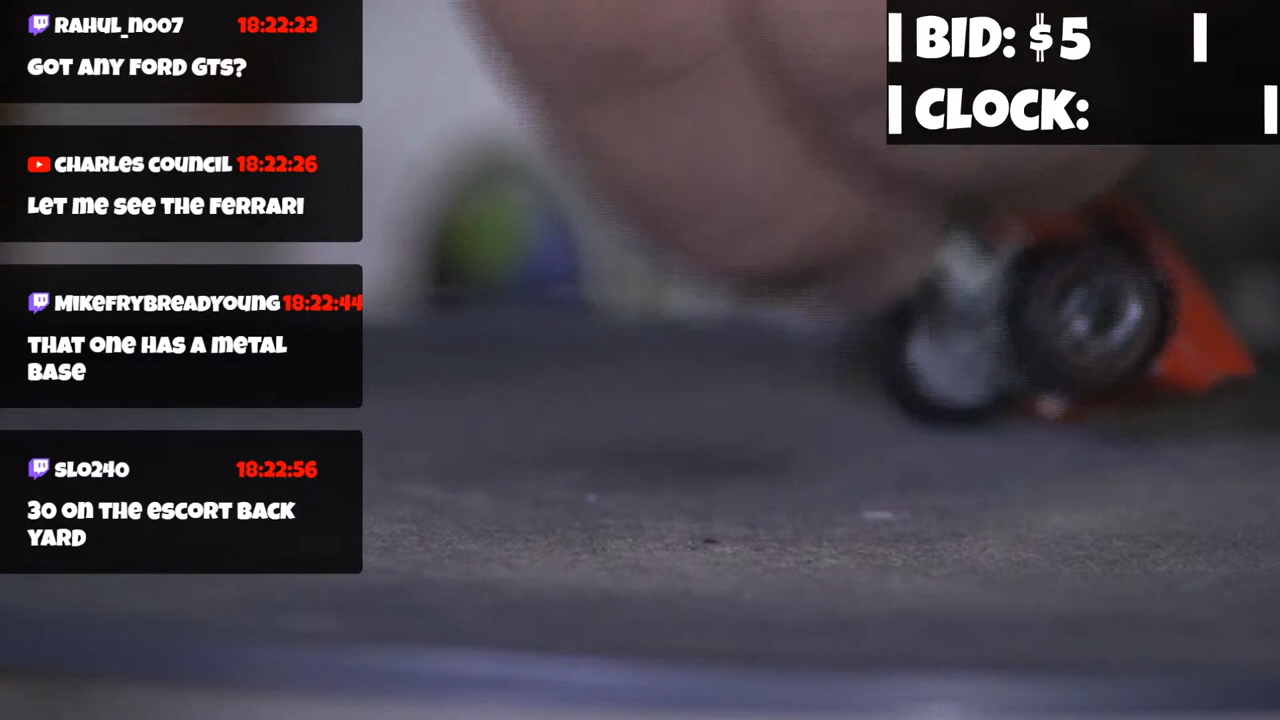 RAHUL_N007 18:22:23
GOT ANY FORD GTS?
CHARLES COUNCIL 18:22:26
LET ME SEE THE FERRARI
MIKEFRYBREADYOUNG 18:22:44
THAT ONE HAS A METAL
BASE
SLO240 18:22:56
30 ON THE ESCORT BACK
YARD
| BID: $5 |
| CLOCK: |